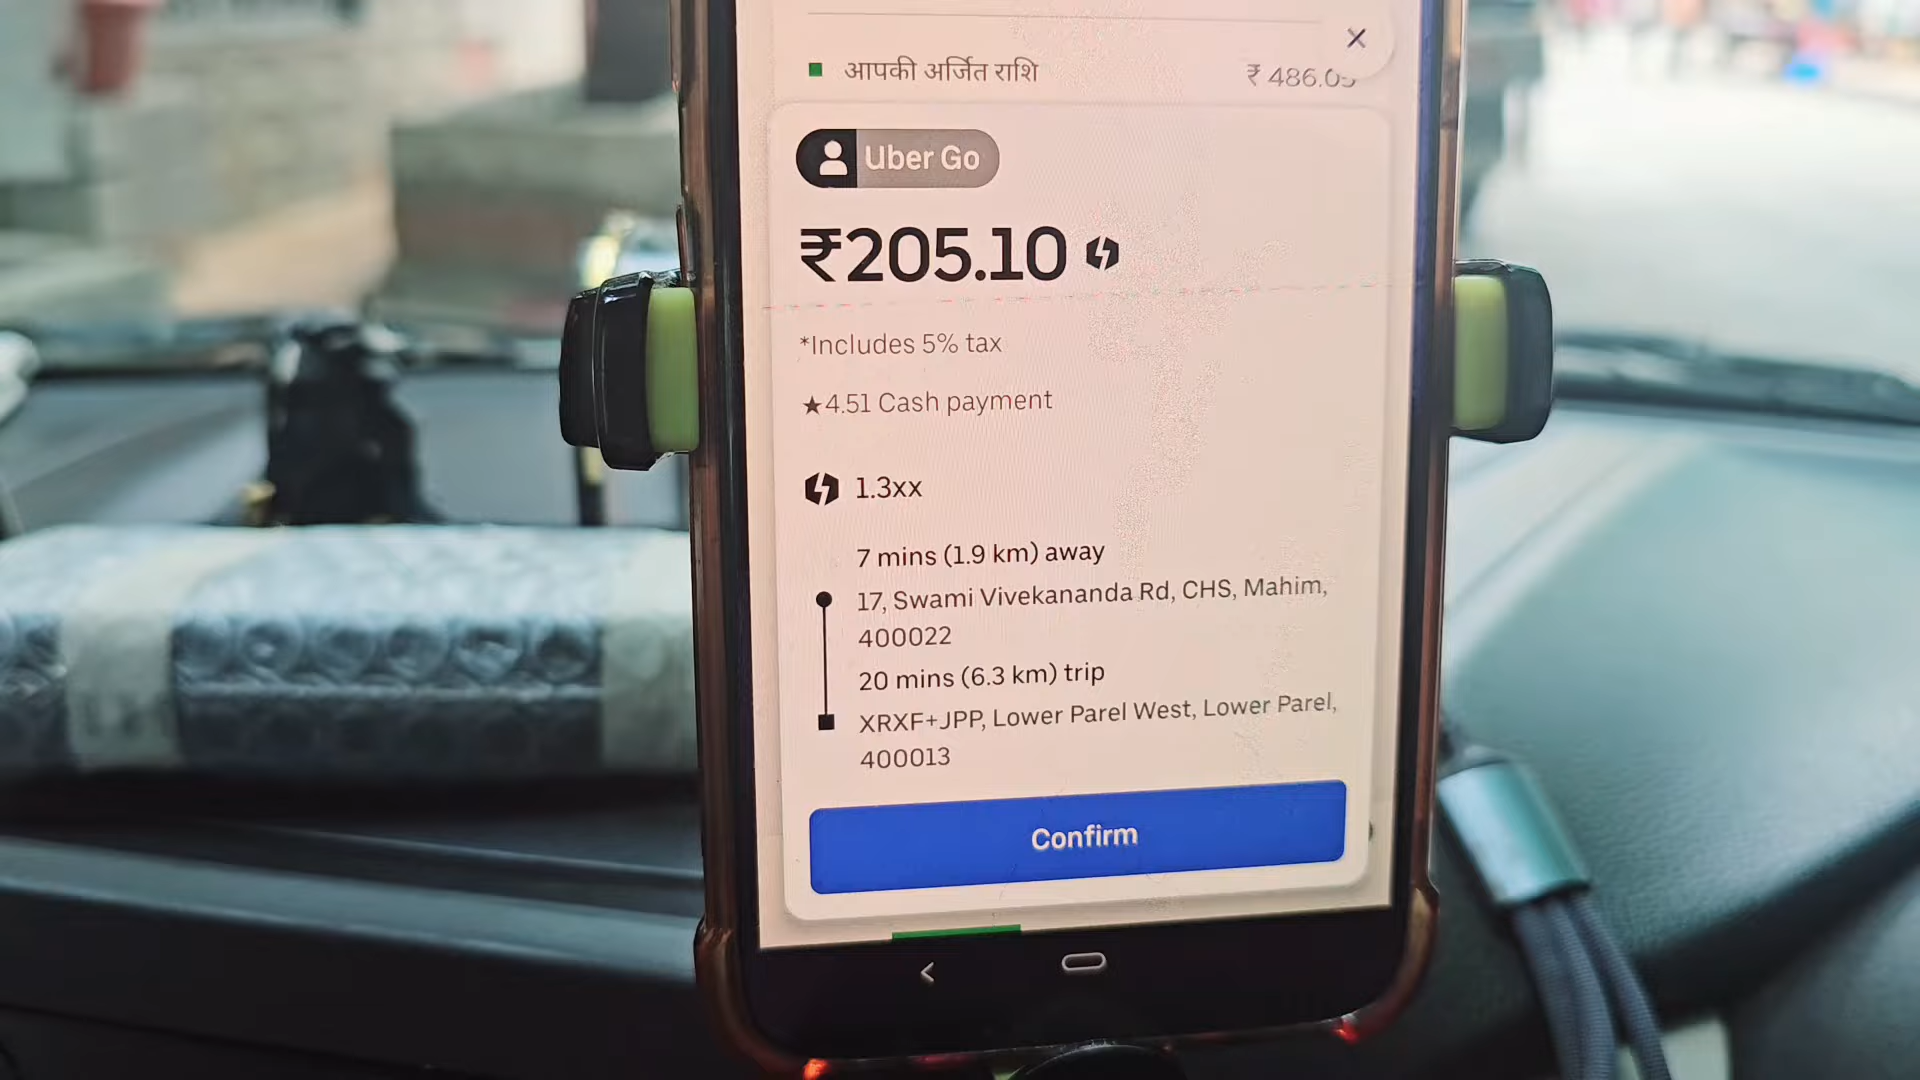 आपकी अर्जित राशि ₹ 486.05
Uber Go
₹205.10
*Includes 5% tax
★4.51 Cash payment
1.3xx
7 mins (1.9 km) away
17, Swami Vivekananda Rd, CHS, Mahim,
400022
20 mins (6.3 km) trip
XRXF+JPP, Lower Parel West, Lower Parel,
400013
Confirm